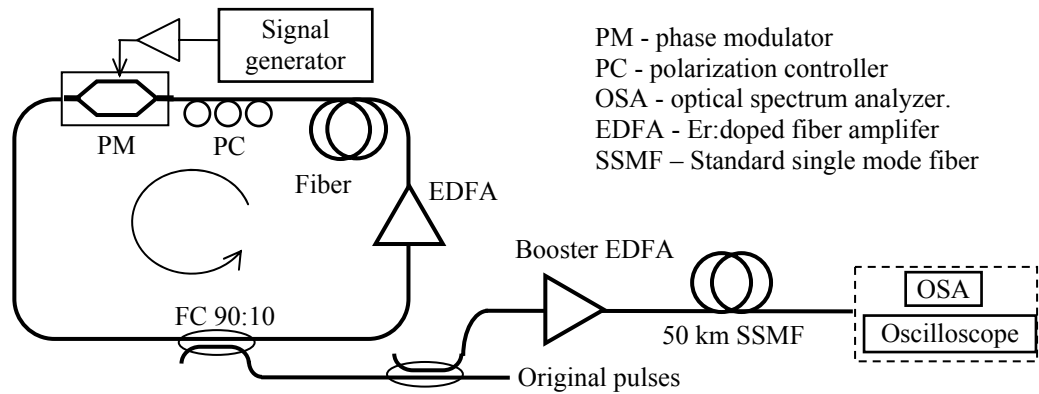 Signal
generator
PM - phase modulator
PC - polarization controller
OSA - optical spectrum analyzer.
EDFA - Er:doped fiber amplifer
SSMF – Standard single mode fiber
PM
PC
Fiber
EDFA
Booster EDFA
FC 90:10
50 km SSMF
OSA
Oscilloscope
Original pulses